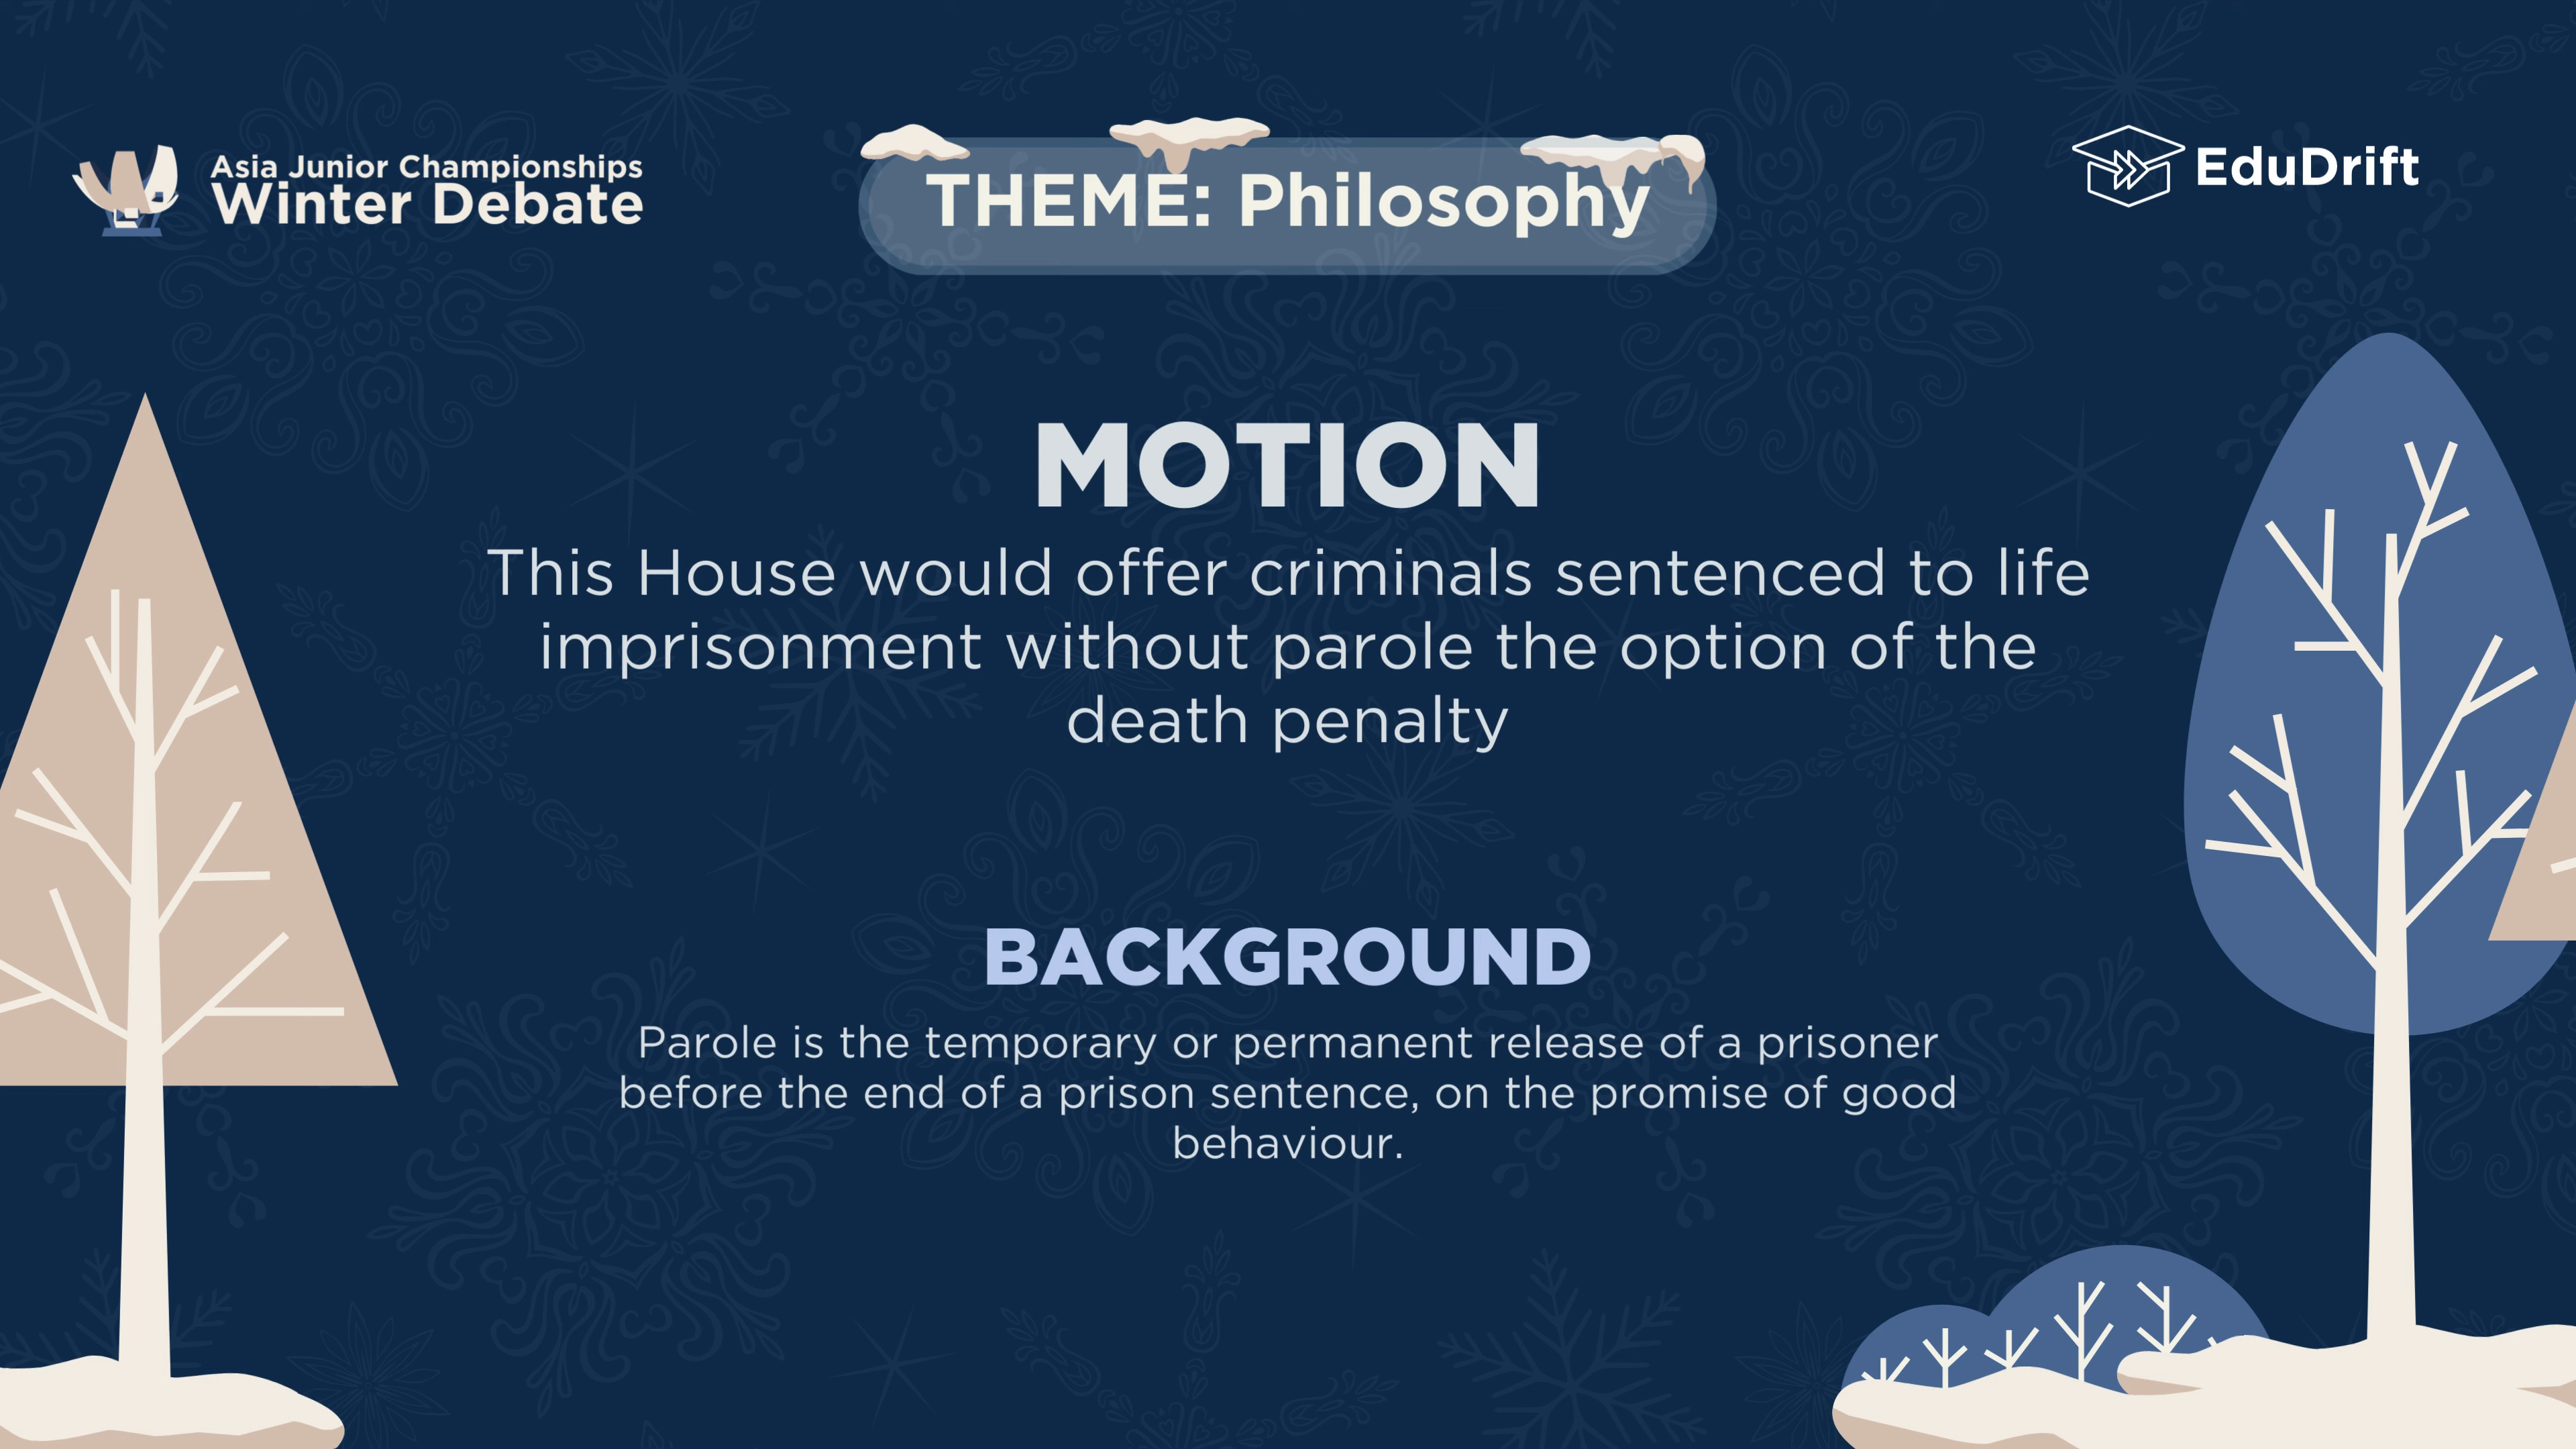 Asia Junior Championships
Winter Debate
THEME: Philosophy
EduDrift
MOTION
This House would offer criminals sentenced to life
imprisonment without parole the option of the
death penalty
BACKGROUND
Parole is the temporary or permanent release of a prisoner
before the end of a prison sentence, on the promise of good
behaviour.